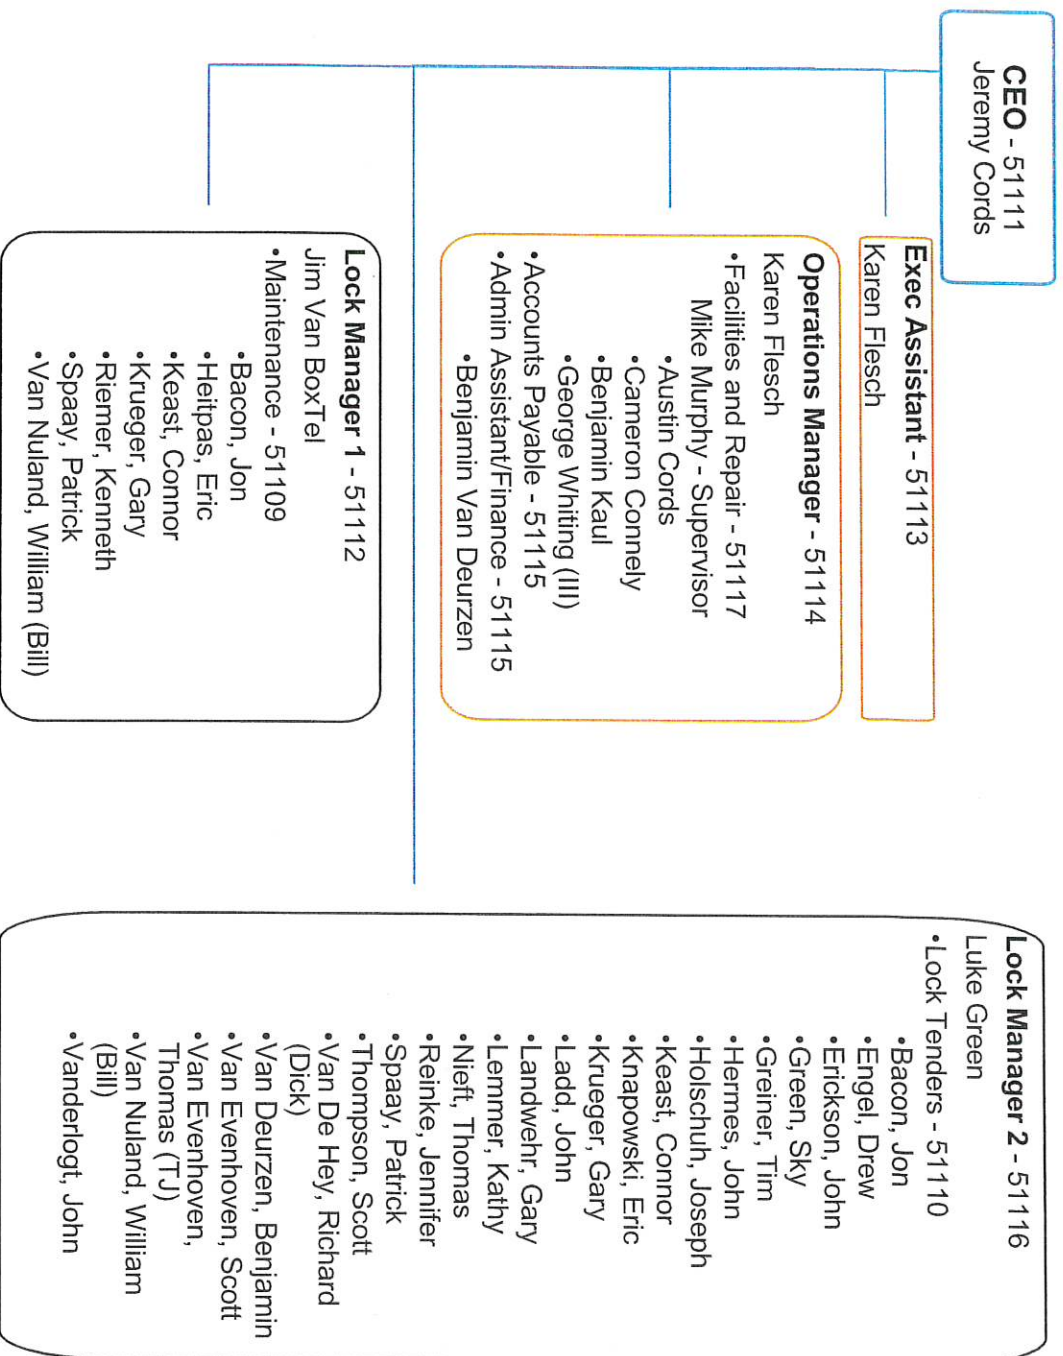 CEO - 51111
Jeremy Cords
Exec Assistant - 51113
Karen Flesch
Operations Manager - 51114
Karen Flesch
•Facilities and Repair - 51117
Mike Murphy - Supervisor
•Austin Cords
•Cameron Connely
•Benjamin Kaul
•George Whiting (III)
•Accounts Payable - 51115
•Admin Assistant/Finance - 51115
•Benjamin Van Deurzen
Lock Manager 1 - 51112
Jim Van BoxTel
•Maintenance - 51109
•Bacon, Jon
•Heitpas, Eric
•Keast, Connor
•Krueger, Gary
•Riemer, Kenneth
•Spaay, Patrick
•Van Nuland, William (Bill)
Lock Manager 2 - 51116
Luke Green
•Lock Tenders - 51110
•Bacon, Jon
•Engel, Drew
•Erickson, John
•Green, Sky
•Greiner, Tim
•Hermes, John
•Holschuh, Joseph
•Keast, Connor
•Knapowski, Eric
•Krueger, Gary
•Ladd, John
•Landwehr, Gary
•Lemmer, Kathy
•Nieft, Thomas
•Reinke, Jennifer
•Spaay, Patrick
•Thompson, Scott
•Van De Hey, Richard
(Dick)
•Van Deurzen, Benjamin
•Van Evenhoven, Scott
•Van Evenhoven,
Thomas (TJ)
•Van Nuland, William
(Bill)
•Vanderlogt, John